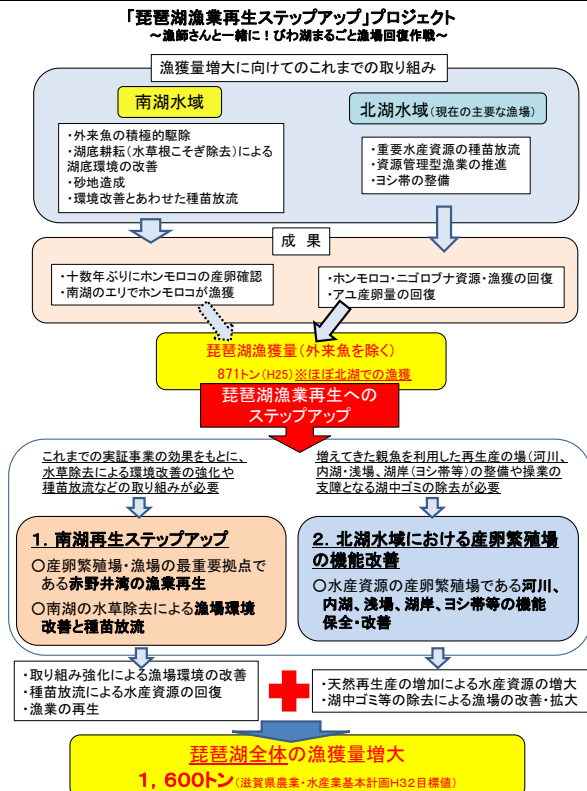 「琵琶湖漁業再生ステップアップ」プロジェクト
～漁師さんと一緒に！びわ湖まるごと漁場回復作戦～
漁獲量増大に向けてのこれまでの取り組み
南湖水域
・外来魚の積極的駆除
・湖底耕耘（水草根こそぎ除去）による
湖底環境の改善
・砂地造成
・環境改善とあわせた種苗放流
北湖水域（現在の主要な漁場）
・重要水産資源の種苗放流
・資源管理型漁業の推進
・ヨシ帯の整備
成 果
・十数年ぶりにホンモロコの産卵確認
・南湖のエリでホンモロコが漁獲
・ホンモロコ・ニゴロブナ資源・漁獲の回復
・アユ産卵量の回復
琵琶湖漁獲量（外来魚を除く）
871トン（H25）※ほぼ北湖での漁獲
琵琶湖漁業再生への
ステップアップ
これまでの実証事業の効果をもとに、
水草除去による環境改善の強化や
種苗放流などの取り組みが必要
増えてきた親魚を利用した再生産の場（河川、
内湖・浅場、湖岸（ヨシ帯等）の整備や操業の
支障となる湖中ゴミの除去が必要
１．南湖再生ステップアップ
○産卵繁殖場・漁場の最重要拠点で
ある赤野井湾の漁業再生
○南湖の水草除去による漁場環境
改善と種苗放流
２．北湖水域における産卵繁殖場
の機能改善
○水産資源の産卵繁殖場である河川、
内湖、浅場、湖岸、ヨシ帯等の機能
保全・改善
・取り組み強化による漁場環境の改善
・種苗放流による水産資源の回復
・漁業の再生
・天然再生産の増加による水産資源の増大
・湖中ゴミ等の除去による漁場の改善・拡大
琵琶湖全体の漁獲量増大
１，６００トン（滋賀県農業・水産業基本計画H32目標値）